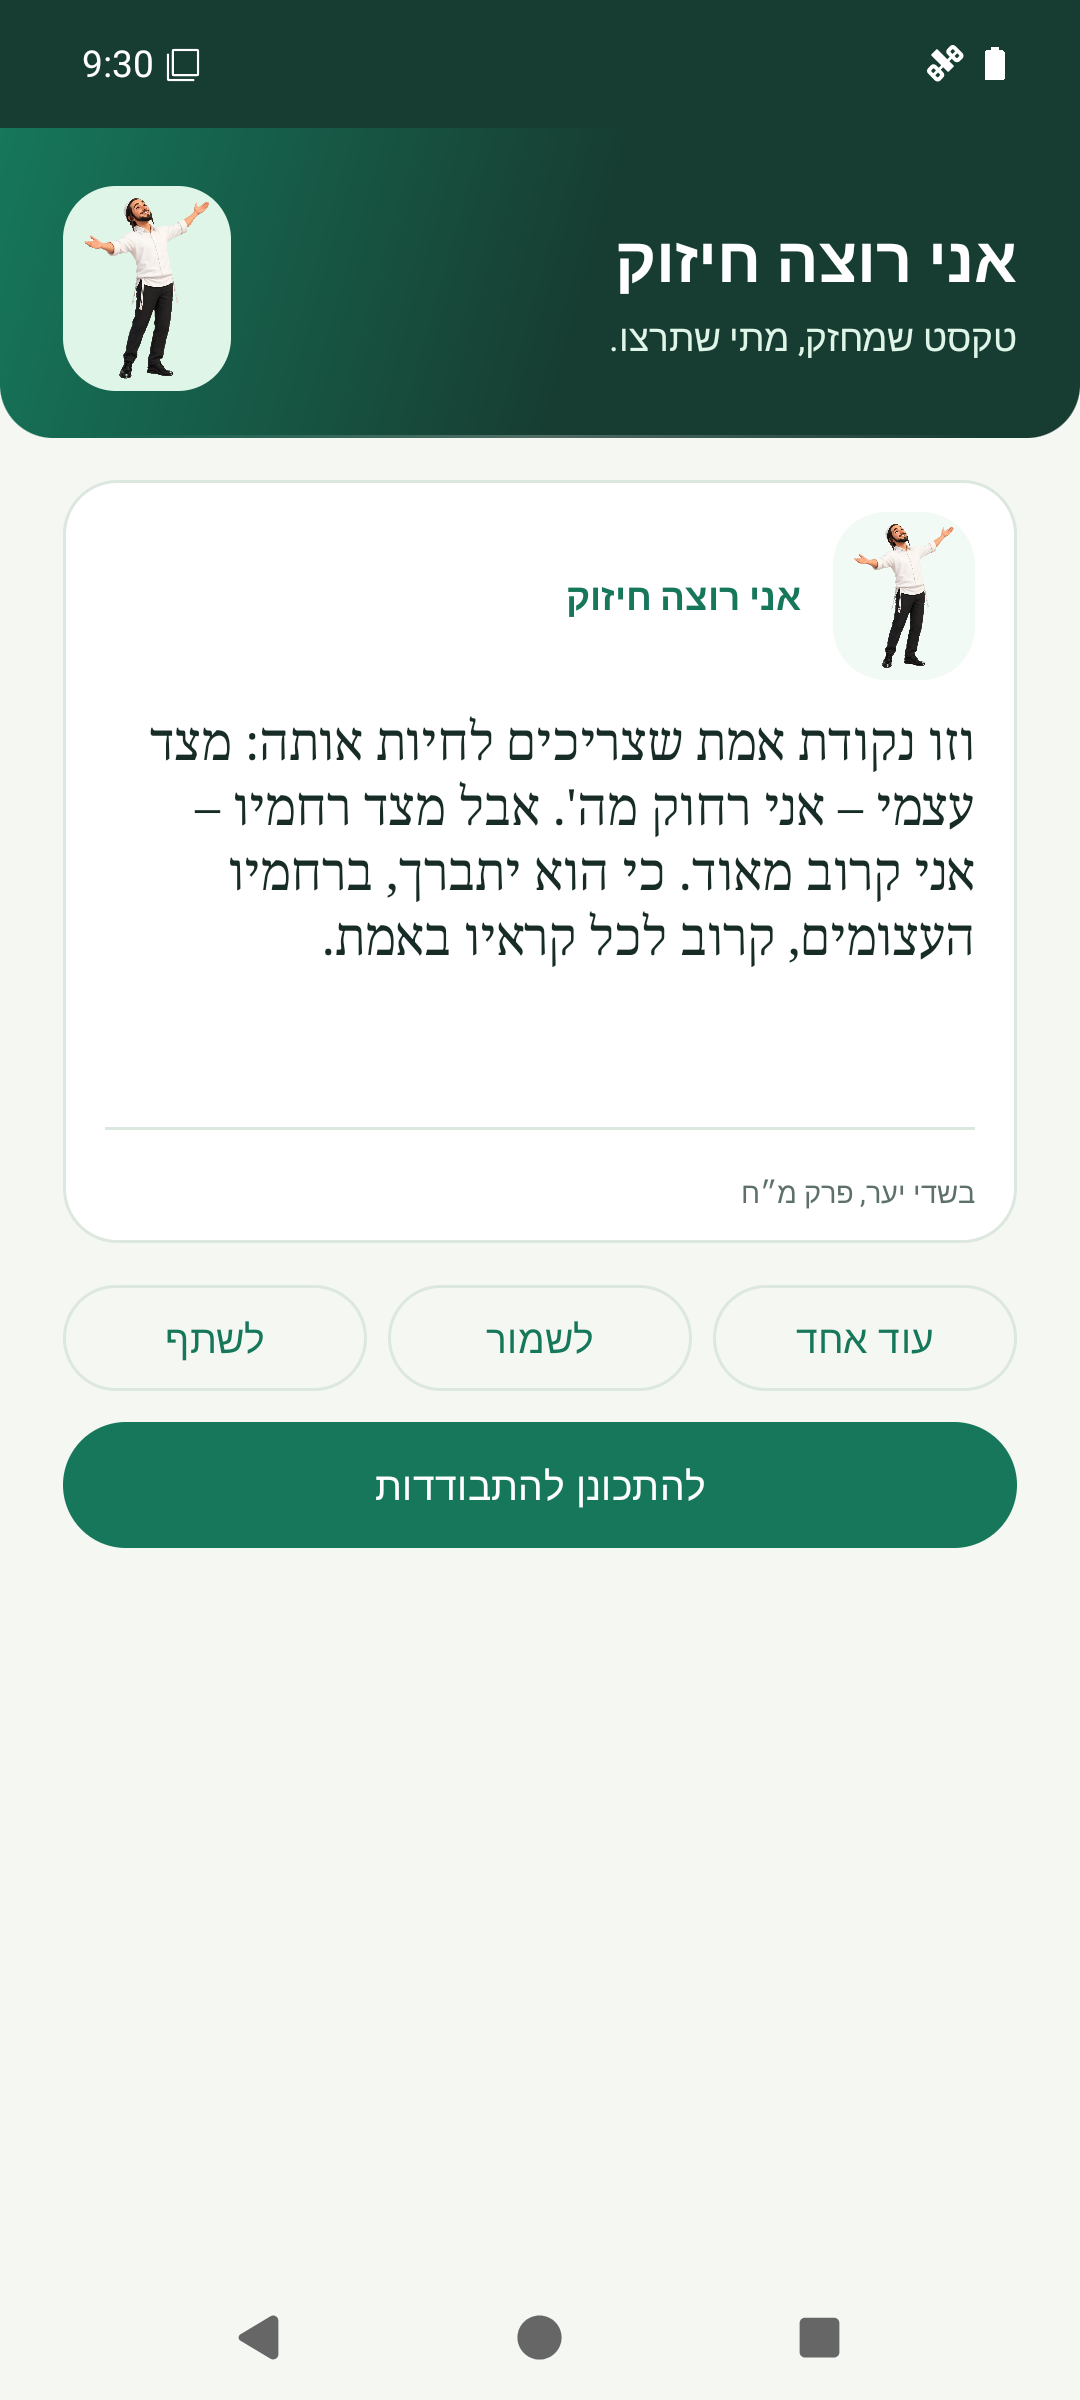 9:30
אני רוצה חיזוק
טקסט שמחזק, מתי שתרצו.
אני רוצה חיזוק
וזו נקודת אמת שצריכים לחיות אותה: מצד
עצמי – אני רחוק מה'. אבל מצד רחמיו –
אני קרוב מאוד. כי הוא יתברך, ברחמיו
העצומים, קרוב לכל קראיו באמת.
בשדי יער, פרק מ״ח
עוד אחד
לשמור
לשתף
להתכונן להתבודדות